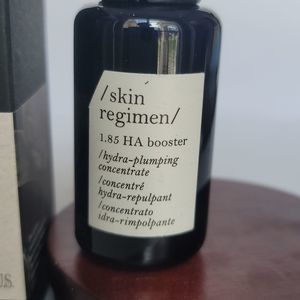 /skin
regimen/
1.85 HA booster
/hydra-plumping
concentrate
/concentré
hydra-repulpant
/concentrato
idra-rimpolpante